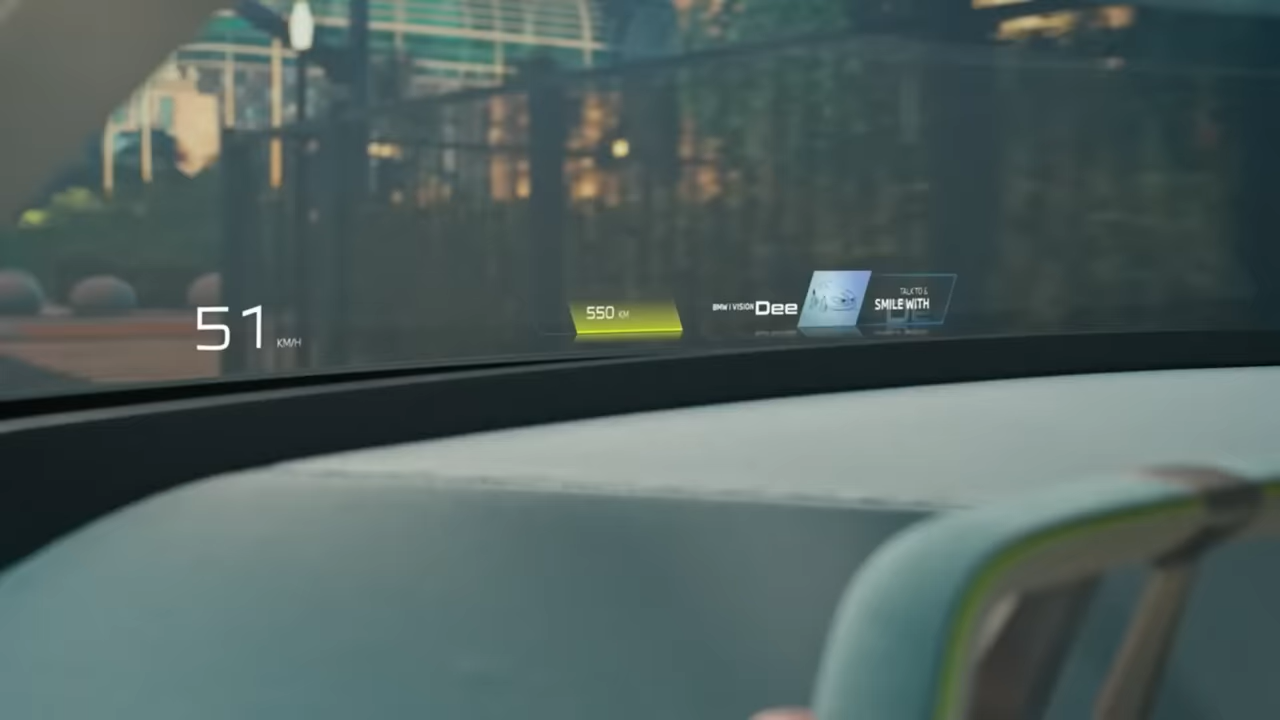 51 KM/H
550 KM
BMW I VISION Dee
TALK TO &
SMILE WITH